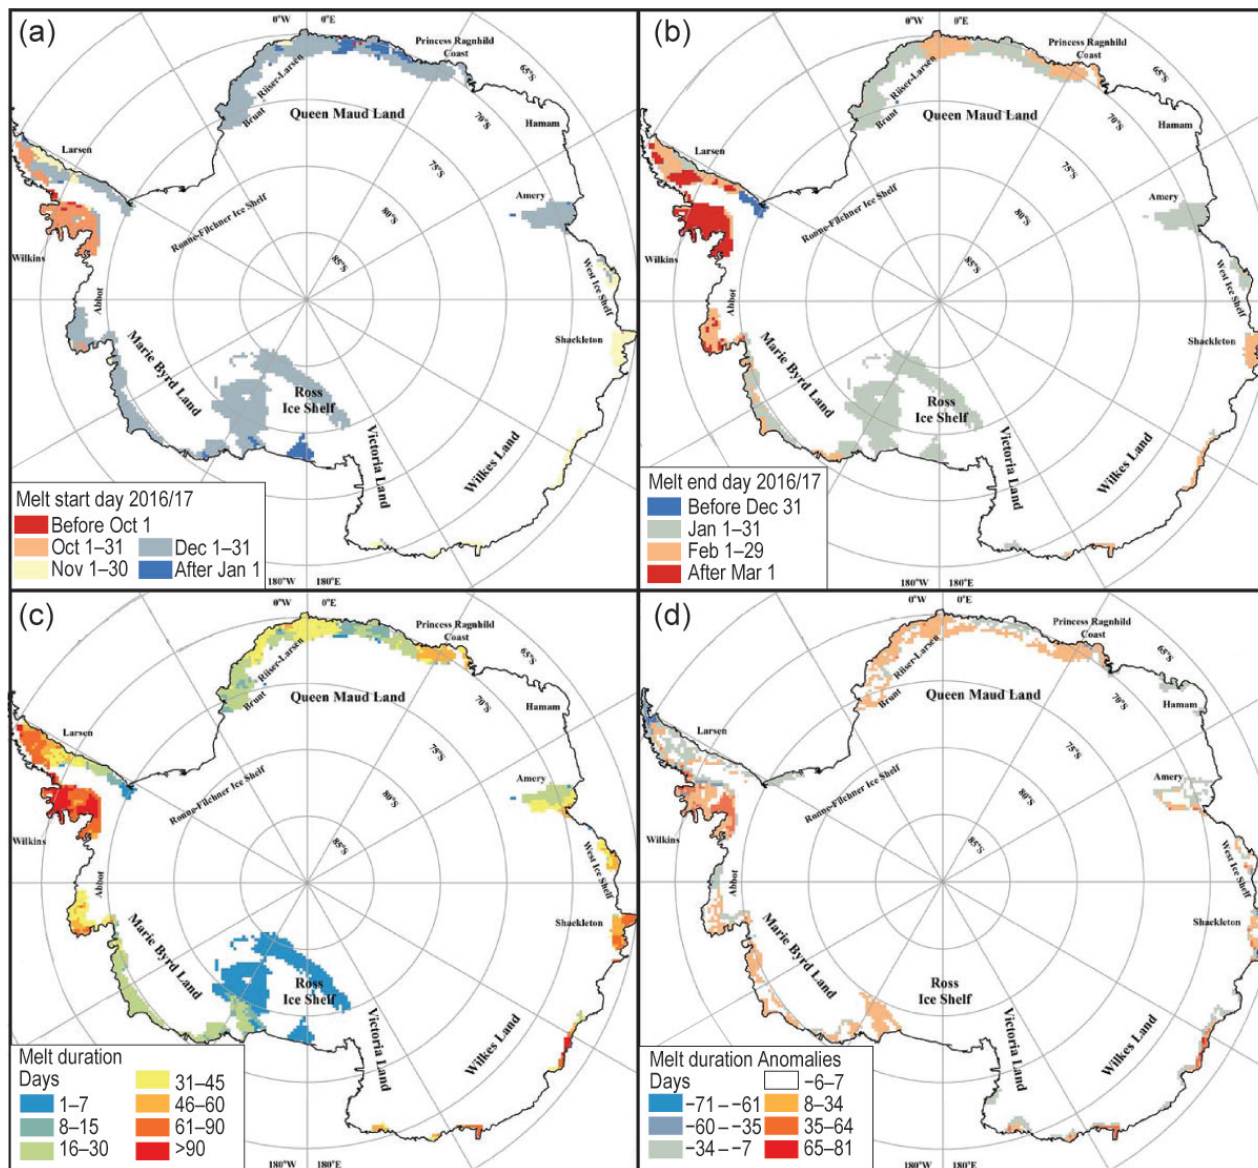 (a)
0°W 0°E
Princess Ragnhild
Coast
65°S
Riiser-Larsen
Brunt
Queen Maud Land
70°S
Hamam
Larsen
75°S
Amery
Ronne-Filchner Ice Shelf
80°S
Wilkins
85°S
West Ice Shelf
Abbot
Shackleton
Marie Byrd Land
Ross
Ice Shelf
Victoria Land
Wilkes Land
Melt start day 2016/17
Before Oct 1
Oct 1–31
Dec 1–31
Nov 1–30
After Jan 1
180°W 180°E
(b)
0°W 0°E
Princess Ragnhild
Coast
65°S
Riiser-Larsen
Brunt
Queen Maud Land
70°S
Hamam
Larsen
75°S
Amery
Ronne-Filchner Ice Shelf
80°S
Wilkins
85°S
West Ice Shelf
Abbot
Shackleton
Marie Byrd Land
Ross
Ice Shelf
Victoria Land
Wilkes Land
Melt end day 2016/17
Before Dec 31
Jan 1–31
Feb 1–29
After Mar 1
180°W 180°E
(c)
0°W 0°E
Princess Ragnhild
Coast
65°S
Riiser-Larsen
Brunt
Queen Maud Land
70°S
Hamam
Larsen
75°S
Amery
Ronne-Filchner Ice Shelf
80°S
Wilkins
85°S
West Ice Shelf
Abbot
Shackleton
Marie Byrd Land
Ross
Ice Shelf
Victoria Land
Wilkes Land
Melt duration
Days
31–45
1–7
46–60
8–15
61–90
16–30
>90
180°W 180°E
(d)
0°W 0°E
Princess Ragnhild
Coast
65°S
Riiser-Larsen
Brunt
Queen Maud Land
70°S
Hamam
Larsen
75°S
Amery
Ronne-Filchner Ice Shelf
80°S
Wilkins
85°S
West Ice Shelf
Abbot
Shackleton
Marie Byrd Land
Ross
Ice Shelf
Victoria Land
Wilkes Land
Melt duration Anomalies
Days
−6–7
−71 – −61
8–34
−60 – −35
35–64
−34 – −7
65–81
180°W 180°E